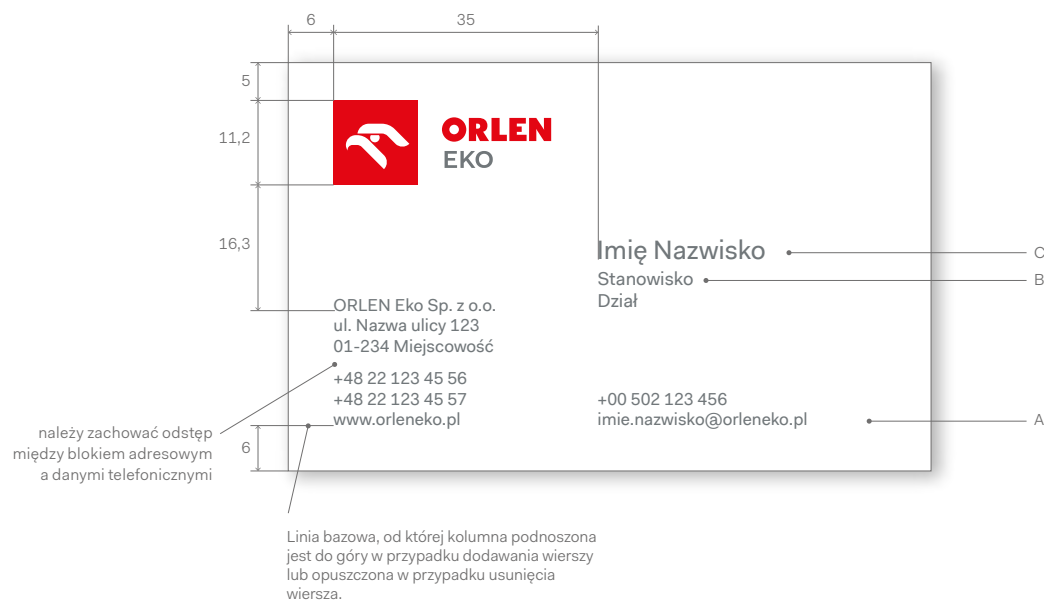 6
35
5
11,2
16,3
6
ORLEN
EKO
Imię Nazwisko
Stanowisko
Dział
C
B
ORLEN Eko Sp. z o.o.
ul. Nazwa ulicy 123
01-234 Miejscowość
+48 22 123 45 56
+48 22 123 45 57
www.orleneko.pl
+00 502 123 456
imie.nazwisko@orleneko.pl
A
należy zachować odstęp
między blokiem adresowym
a danymi telefonicznymi
Linia bazowa, od której kolumna podnoszona
jest do góry w przypadku dodawania wierszy
lub opuszczona w przypadku usunięcia
wiersza.